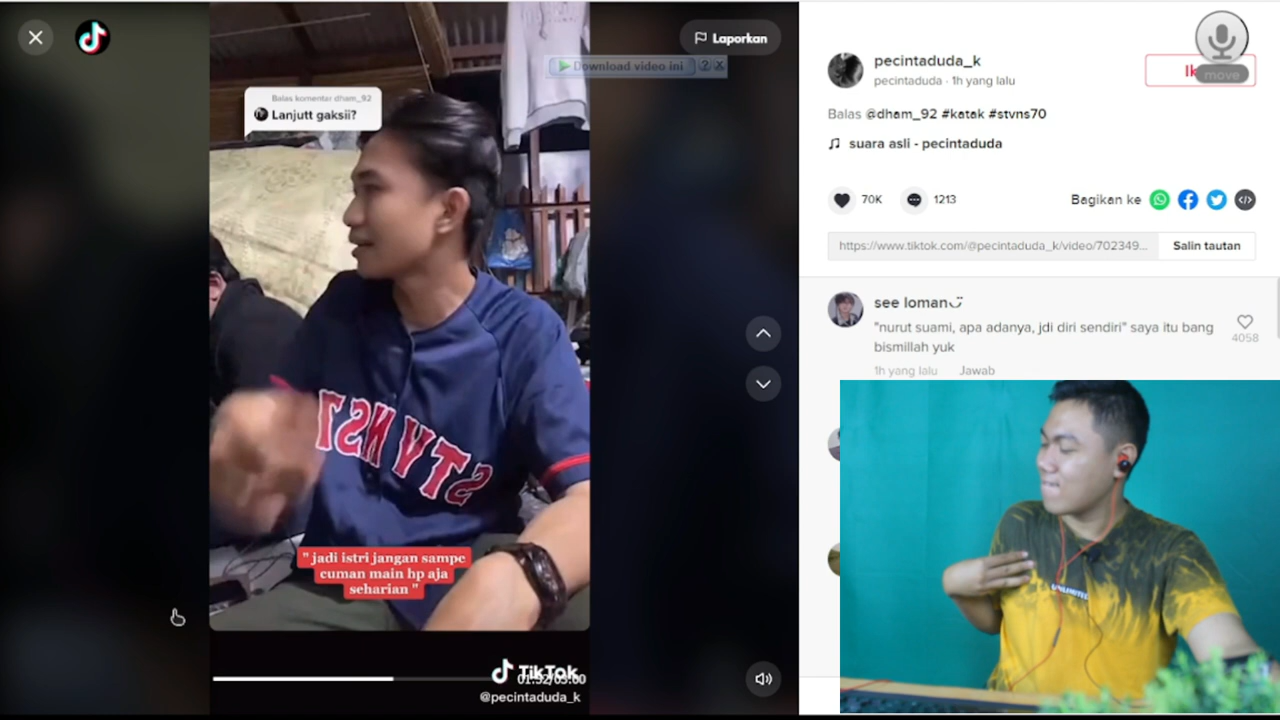 Laporkan
Download video ini
Balas komentar dham_92
Lanjutt gaksii?
STVNST
" jadi istri jangan sampe
cuman main hp aja
seharian "
TikTok
@pecintaduda_k
pecintaduda_k
pecintaduda · 1h yang lalu
move
Balas @dham_92 #katak #stvns70
suara asli - pecintaduda
70K
1213
Bagikan ke
https://www.tiktok.com/@pecintaduda_k/video/702349...
Salin tautan
see loman
"nurut suami, apa adanya, jdi diri sendiri" saya itu bang
bismillah yuk
4058
1h yang lalu
Jawab
UNLIMITED